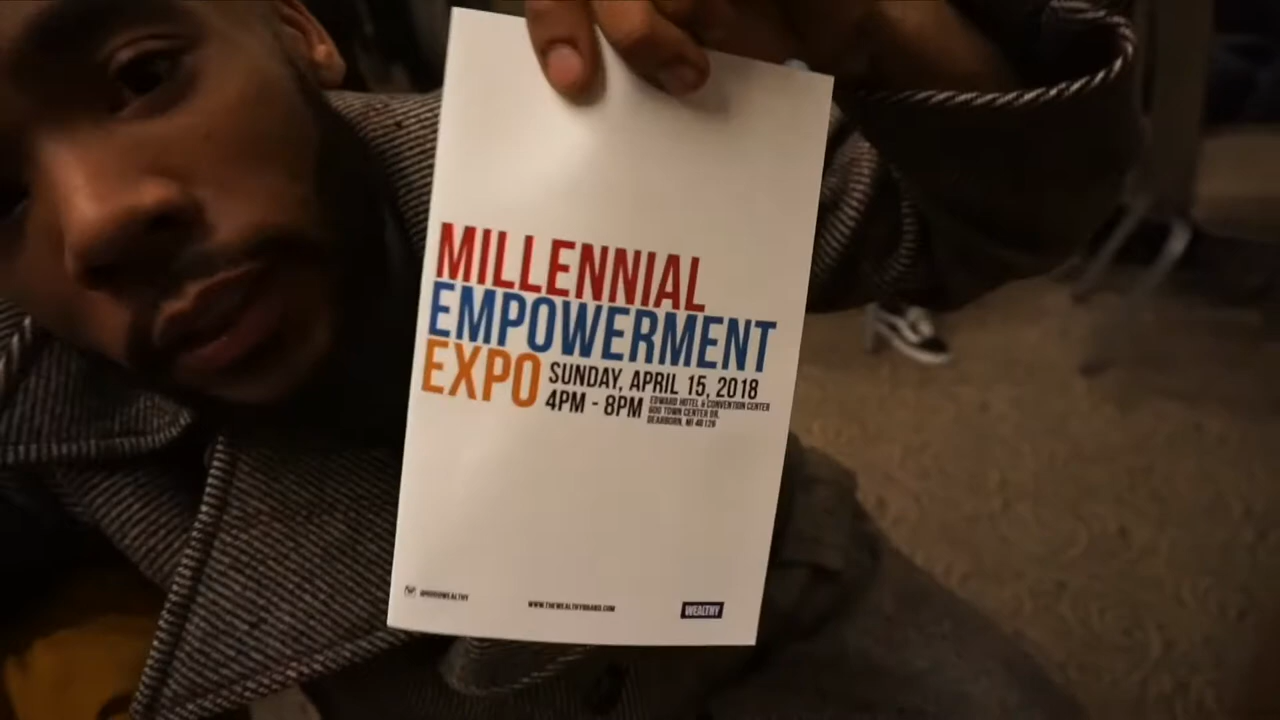 MILLENNIAL
EMPOWERMENT
EXPO
SUNDAY, APRIL 15, 2018
4PM - 8PM
EDWARD HOTEL & CONVENTION CENTER
600 TOWN CENTER DR.
DEARBORN, MI 48126
WWW.THEWEALTHYBRAND.COM
WEALTHY